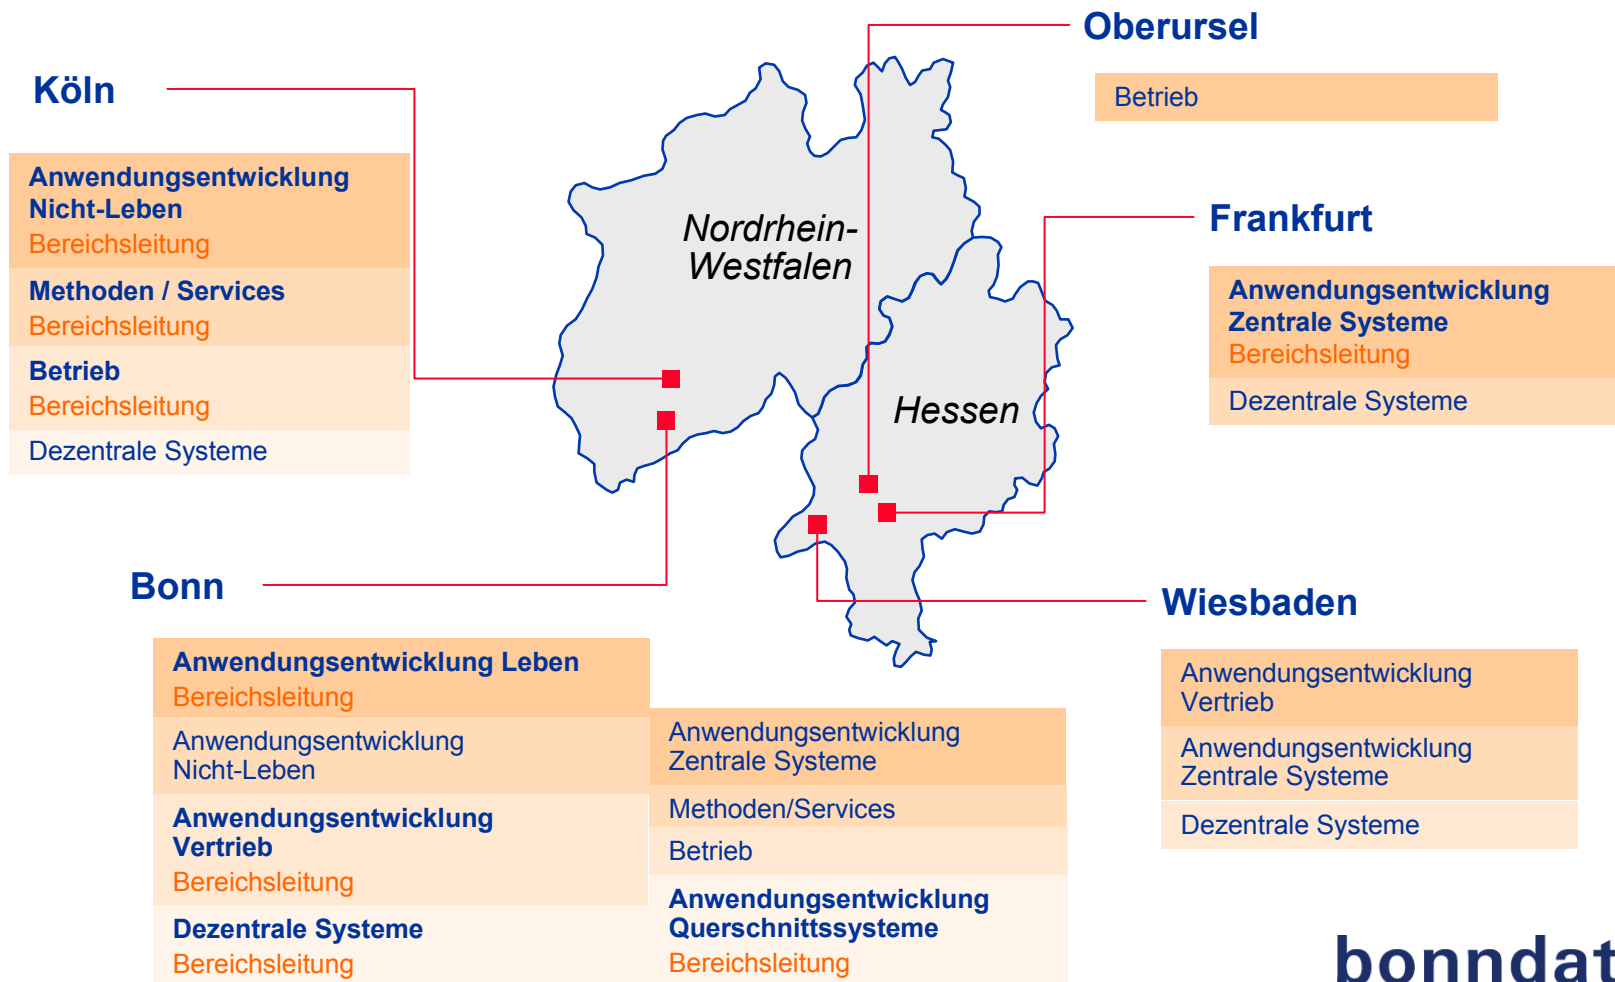 Oberursel
Betrieb
Köln
Anwendungsentwicklung
Nicht-Leben
Bereichsleitung
Methoden / Services
Bereichsleitung
Betrieb
Bereichsleitung
Dezentrale Systeme
Nordrhein-
Westfalen
Hessen
Frankfurt
Anwendungsentwicklung
Zentrale Systeme
Bereichsleitung
Dezentrale Systeme
Bonn
Anwendungsentwicklung Leben
Bereichsleitung
Anwendungsentwicklung
Nicht-Leben
Anwendungsentwicklung
Vertrieb
Bereichsleitung
Dezentrale Systeme
Bereichsleitung
Anwendungsentwicklung
Zentrale Systeme
Methoden/Services
Betrieb
Anwendungsentwicklung
Querschnittssysteme
Bereichsleitung
Wiesbaden
Anwendungsentwicklung
Vertrieb
Anwendungsentwicklung
Zentrale Systeme
Dezentrale Systeme
bonndat